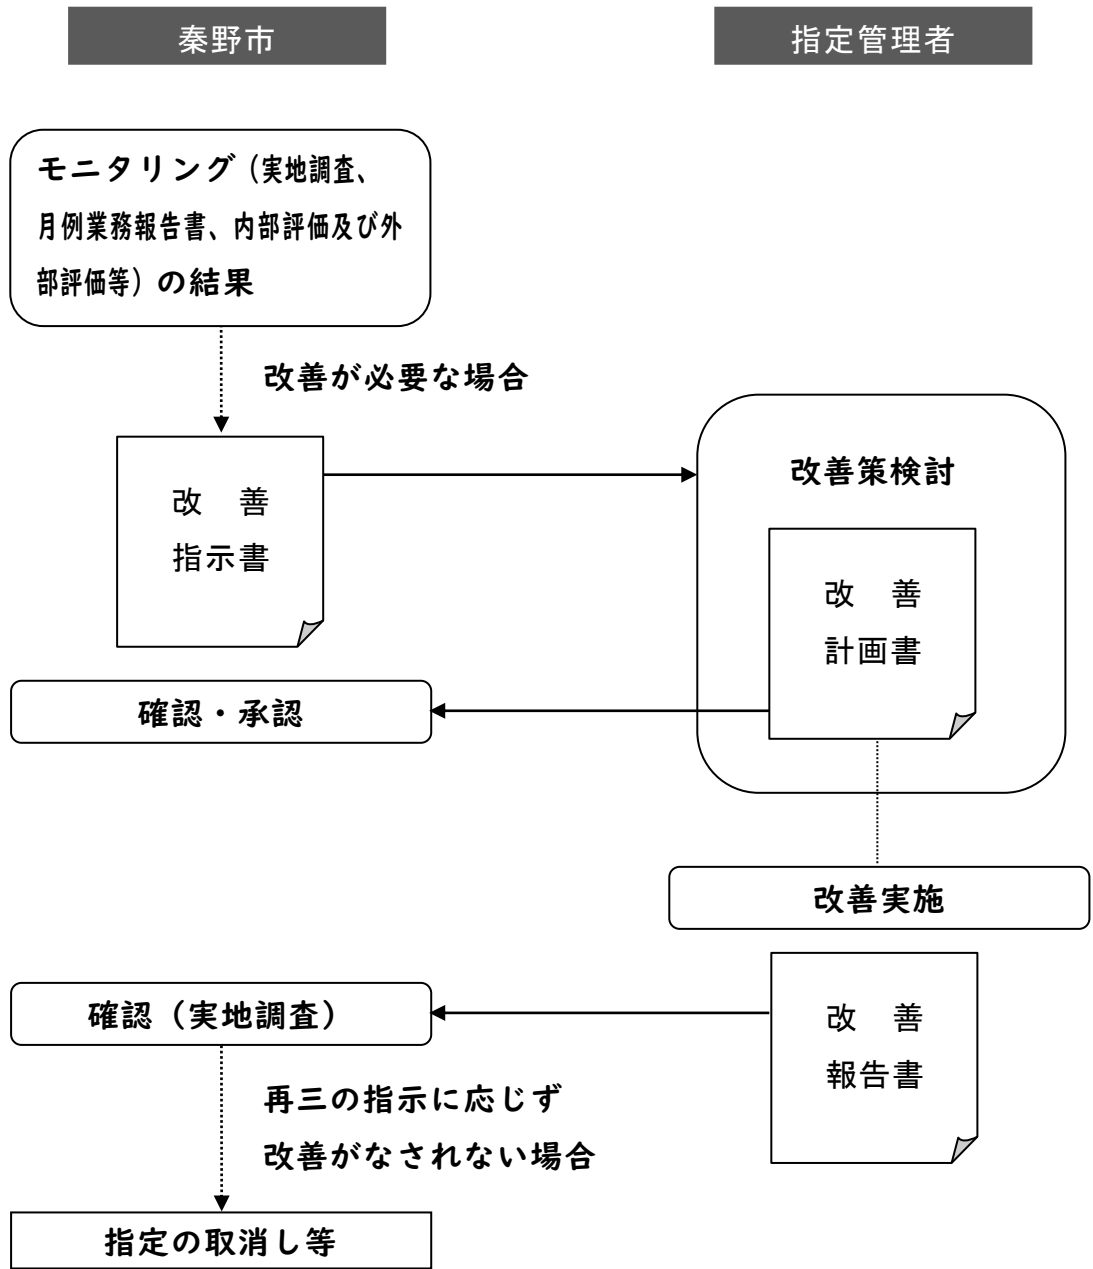 秦野市
指定管理者
モニタリング（実地調査、
月例業務報告書、内部評価及び外
部評価等）の結果
改善が必要な場合
改　善
指示書
改善策検討
改　善
計画書
確認・承認
改善実施
確認（実地調査）
改　善
報告書
再三の指示に応じず
改善がなされない場合
指定の取消し等